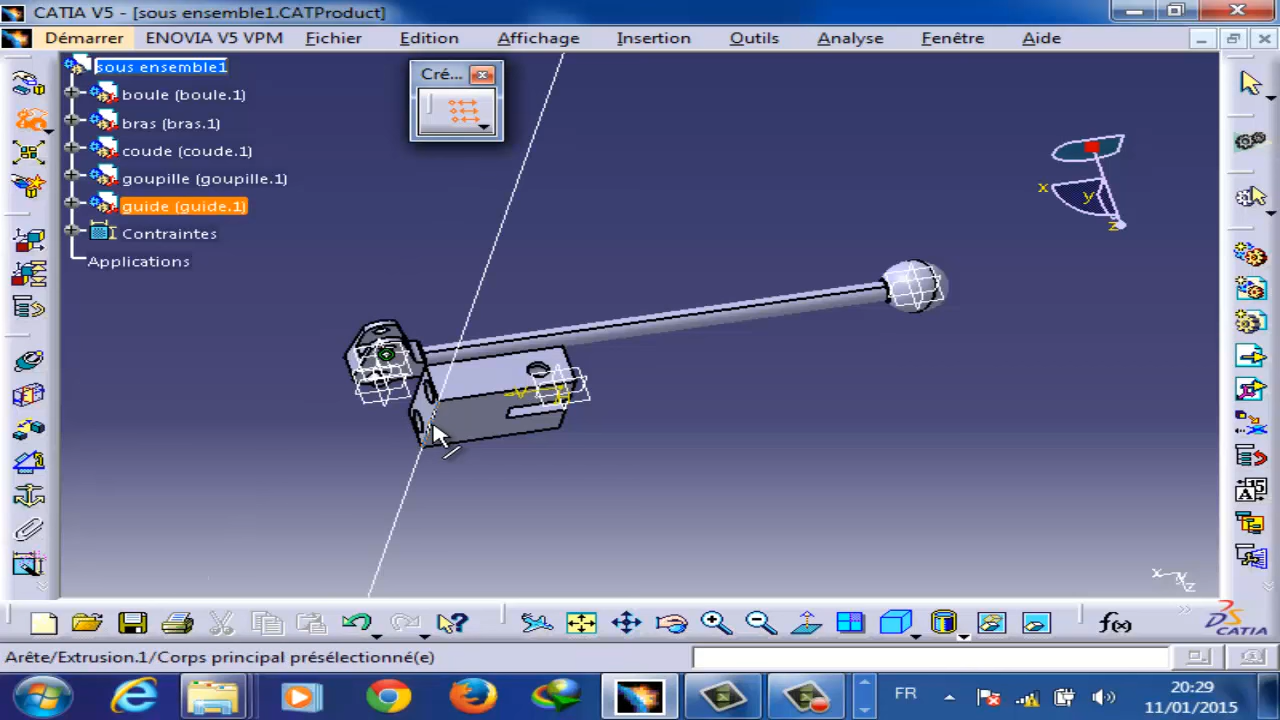 CATIA V5 - [sous ensemble1.CATProduct]
Démarrer ENOVIA V5 VPM Fichier Edition Affichage Insertion Outils Analyse Fenêtre Aide
sous ensemble1
Cré...
boule (boule.1)
bras (bras.1)
coude (coude.1)
goupille (goupille.1)
guide (guide.1)
Contraintes
Applications
x
y
z
x
y
z
15
A
f(x)
CATIA
Arête/Extrusion.1/Corps principal présélectionné(e)
FR
20:29
11/01/2015